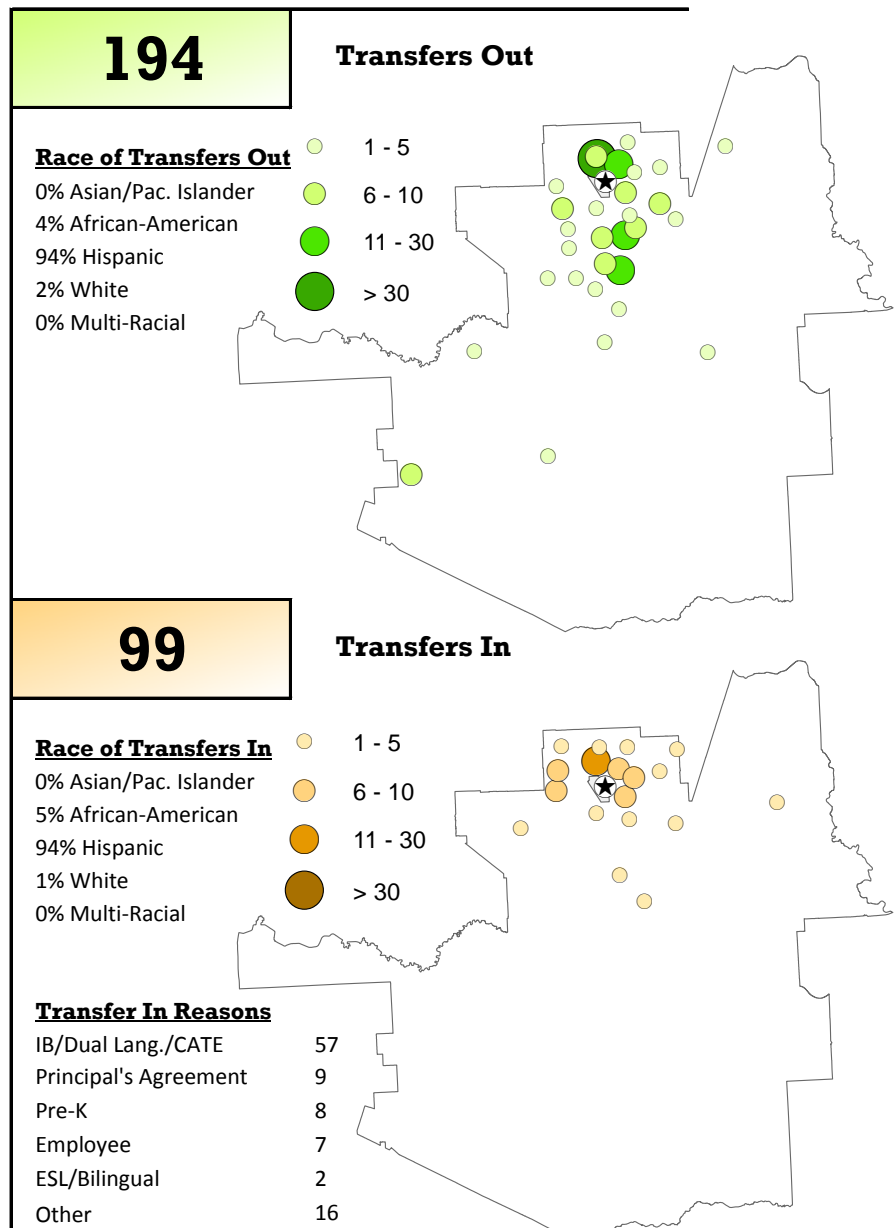 194
Transfers Out
Race of Transfers Out
0% Asian/Pac. Islander
4% African-American
94% Hispanic
2% White
0% Multi-Racial
1 - 5
6 - 10
11 - 30
> 30
99
Transfers In
Race of Transfers In
0% Asian/Pac. Islander
5% African-American
94% Hispanic
1% White
0% Multi-Racial
1 - 5
6 - 10
11 - 30
> 30
Transfer In Reasons
IB/Dual Lang./CATE 57
Principal's Agreement 9
Pre-K 8
Employee 7
ESL/Bilingual 2
Other 16